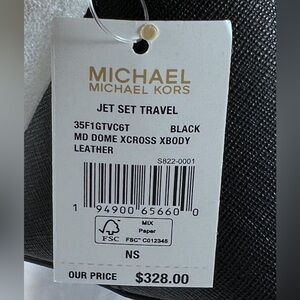 MICHAEL
MICHAEL KORS
JET SET TRAVEL
35F1GTVC6T BLACK
MD DOME XCROSS XBODY
LEATHER
S822-0001
1 94900 65660 0
FSC
MIX
Paper
FSC™ C012345
NS
OUR PRICE $328.00